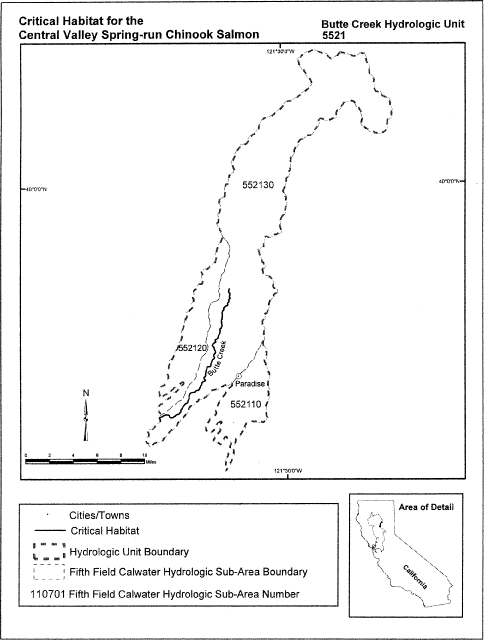 Critical Habitat for the
Central Valley Spring-run Chinook Salmon
Butte Creek Hydrologic Unit
5521
121°30'0"W
552130
40°0'0"N
40°0'0"N
552120
Butte Creek
Paradise
552110
N
0 2 4 6 8 10
Miles
121°30'0"W
Cities/Towns
Critical Habitat
Hydrologic Unit Boundary
Fifth Field Calwater Hydrologic Sub-Area Boundary
110701 Fifth Field Calwater Hydrologic Sub-Area Number
Area of Detail
California